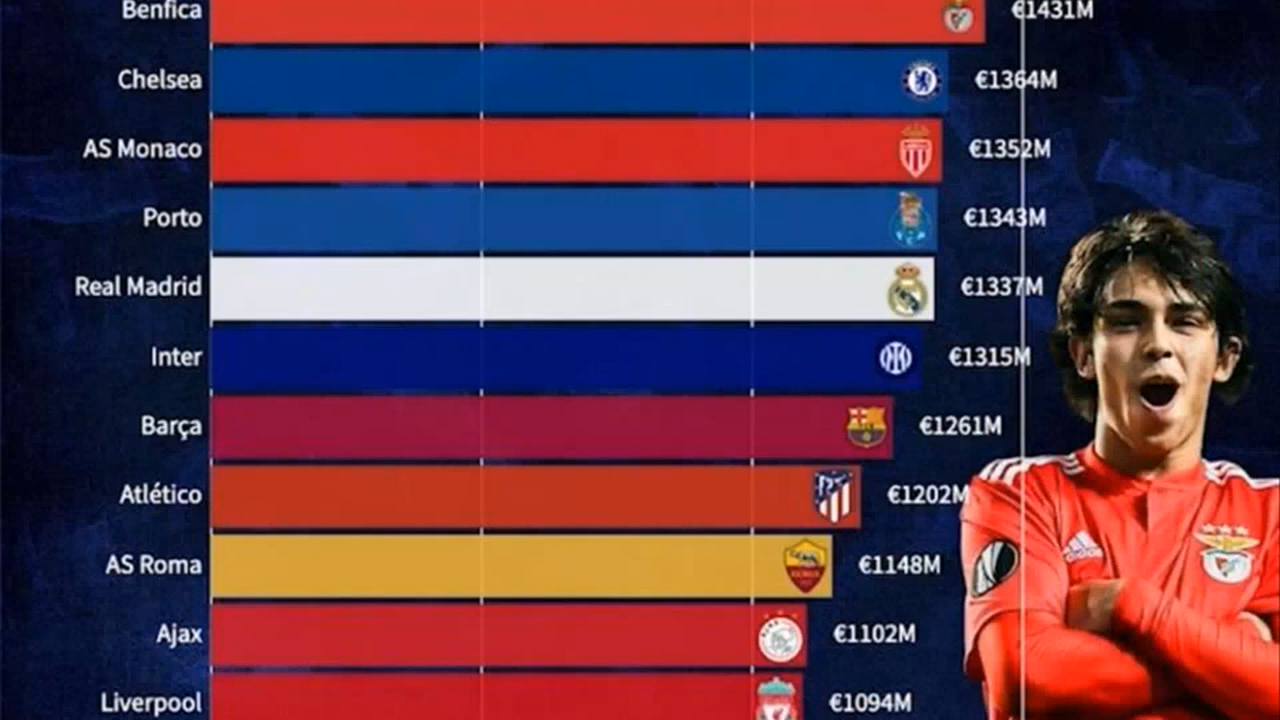 Benfica €1431M
Chelsea €1364M
AS Monaco €1352M
Porto €1343M
Real Madrid €1337M
Inter €1315M
Barça €1261M
Atlético €1202M
AS Roma €1148M
Ajax €1102M
Liverpool €1094M